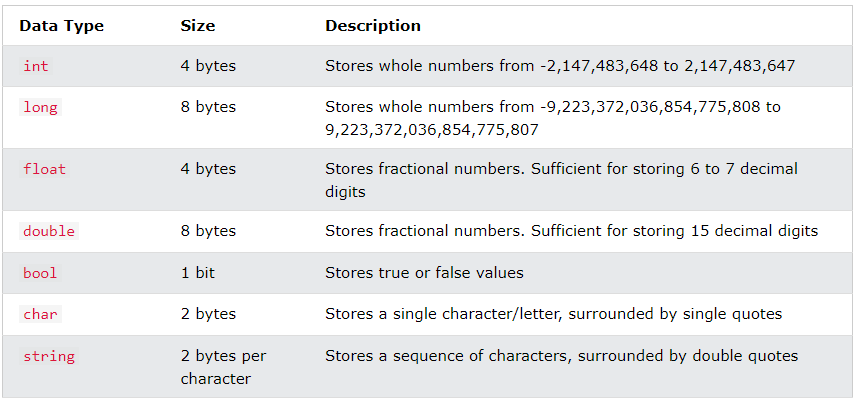 Data Type Size Description
int 4 bytes Stores whole numbers from -2,147,483,648 to 2,147,483,647
long 8 bytes Stores whole numbers from -9,223,372,036,854,775,808 to
9,223,372,036,854,775,807
float 4 bytes Stores fractional numbers. Sufficient for storing 6 to 7 decimal
digits
double 8 bytes Stores fractional numbers. Sufficient for storing 15 decimal digits
bool 1 bit Stores true or false values
char 2 bytes Stores a single character/letter, surrounded by single quotes
string 2 bytes per Stores a sequence of characters, surrounded by double quotes
character